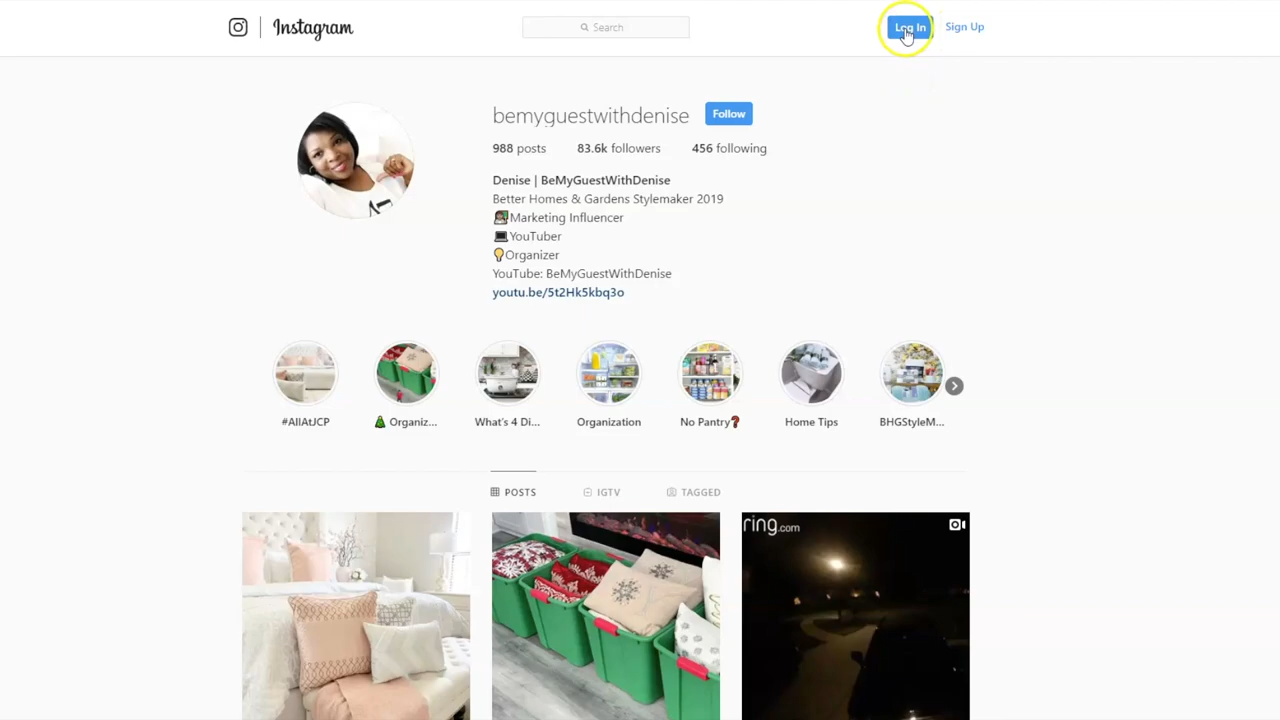 Instagram
Search
Log In
Sign Up
bemyguestwithdenise
Follow
988 posts 83.6k followers 456 following
Denise | BeMyGuestWithDenise
Better Homes & Gardens Stylemaker 2019
👩🏾‍🏫Marketing Influencer
💻YouTuber
💡Organizer
YouTube: BeMyGuestWithDenise
youtu.be/5t2Hk5kbq3o
#AllAtJCP
🎄 Organiz...
What's 4 Di...
Organization
No Pantry❓
Home Tips
BHGStyleM...
POSTS
IGTV
TAGGED
ring.com